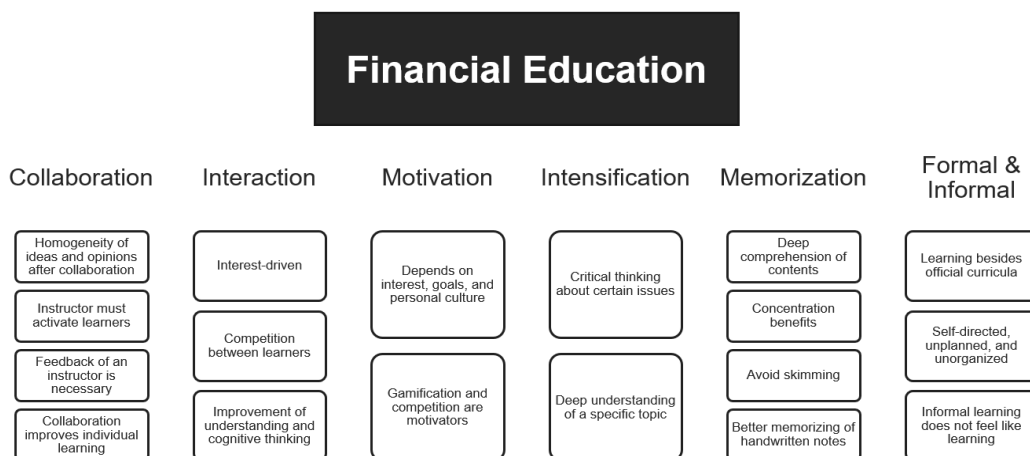 Financial Education
Collaboration
Homogeneity of
ideas and opinions
after collaboration
Instructor must
activate learners
Feedback of an
instructor is
necessary
Collaboration
improves individual
learning
Interaction
Interest-driven
Competition
between learners
Improvement of
understanding and
cognitive thinking
Motivation
Depends on
interest, goals, and
personal culture
Gamification and
competition are
motivators
Intensification
Critical thinking
about certain issues
Deep understanding
of a specific topic
Memorization
Deep
comprehension of
contents
Concentration
benefits
Avoid skimming
Better memorizing of
handwritten notes
Formal &
Informal
Learning besides
official curricula
Self-directed,
unplanned, and
unorganized
Informal learning
does not feel like
learning